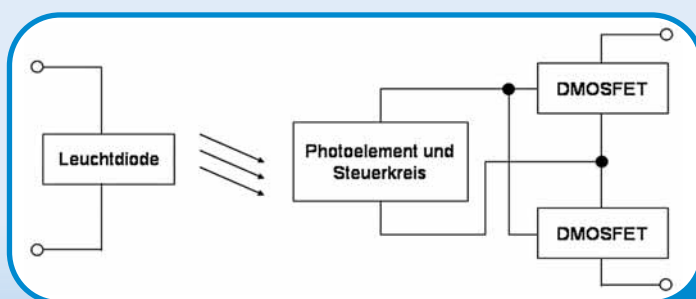 Leuchtdiode
Photoelement und
Steuerkreis
DMOSFET
DMOSFET